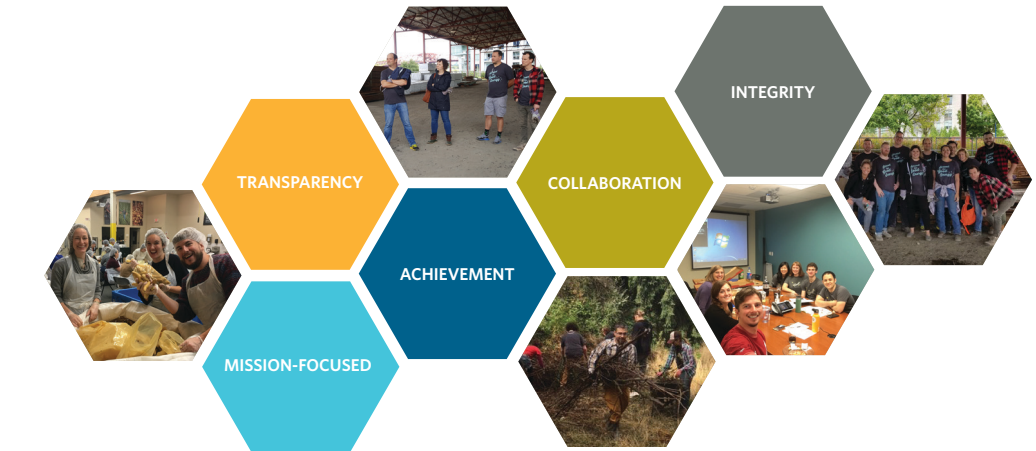 INTEGRITY
TRANSPARENCY
COLLABORATION
ACHIEVEMENT
MISSION-FOCUSED